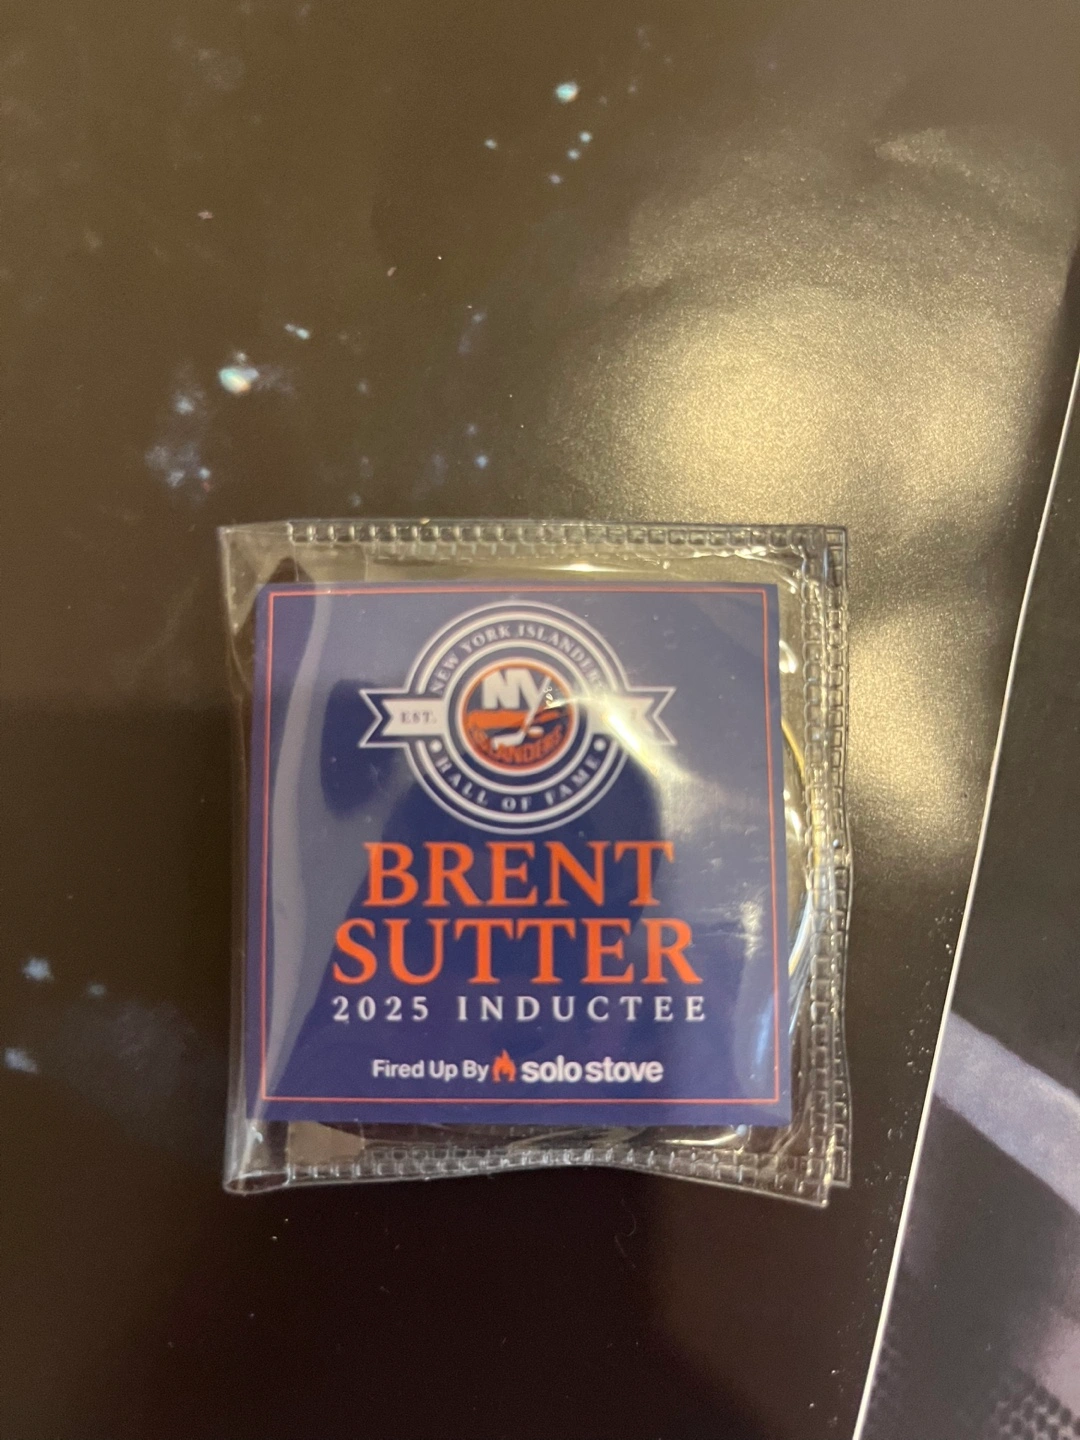 NEW YORK ISLANDERS
EST.
NY
ISLANDERS
HALL OF FAME
BRENT
SUTTER
2025 INDUCTEE
Fired Up By solo stove